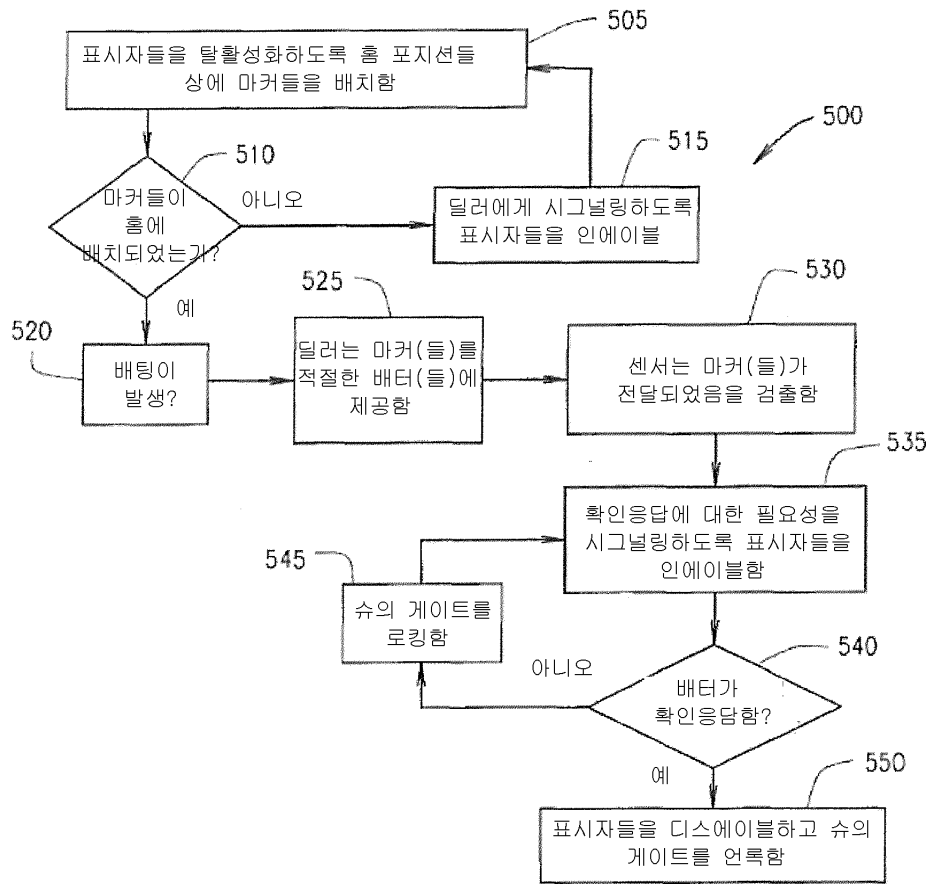 505
표시자들을 탈활성화하도록 홈 포지션들
상에 마커들을 배치함
500
510
마커들이
홈에
배치되었는가?
아니오
515
딜러에게 시그널링하도록
표시자들을 인에이블
예
520
배팅이
발생?
525
딜러는 마커(들)를
적절한 배터(들)에
제공함
530
센서는 마커(들)가
전달되었음을 검출함
535
확인응답에 대한 필요성을
시그널링하도록 표시자들을
인에이블함
545
슈의 게이트를
로킹함
540
배터가
확인응담함?
아니오
예
550
표시자들을 디스에이블하고 슈의
게이트를 언록함